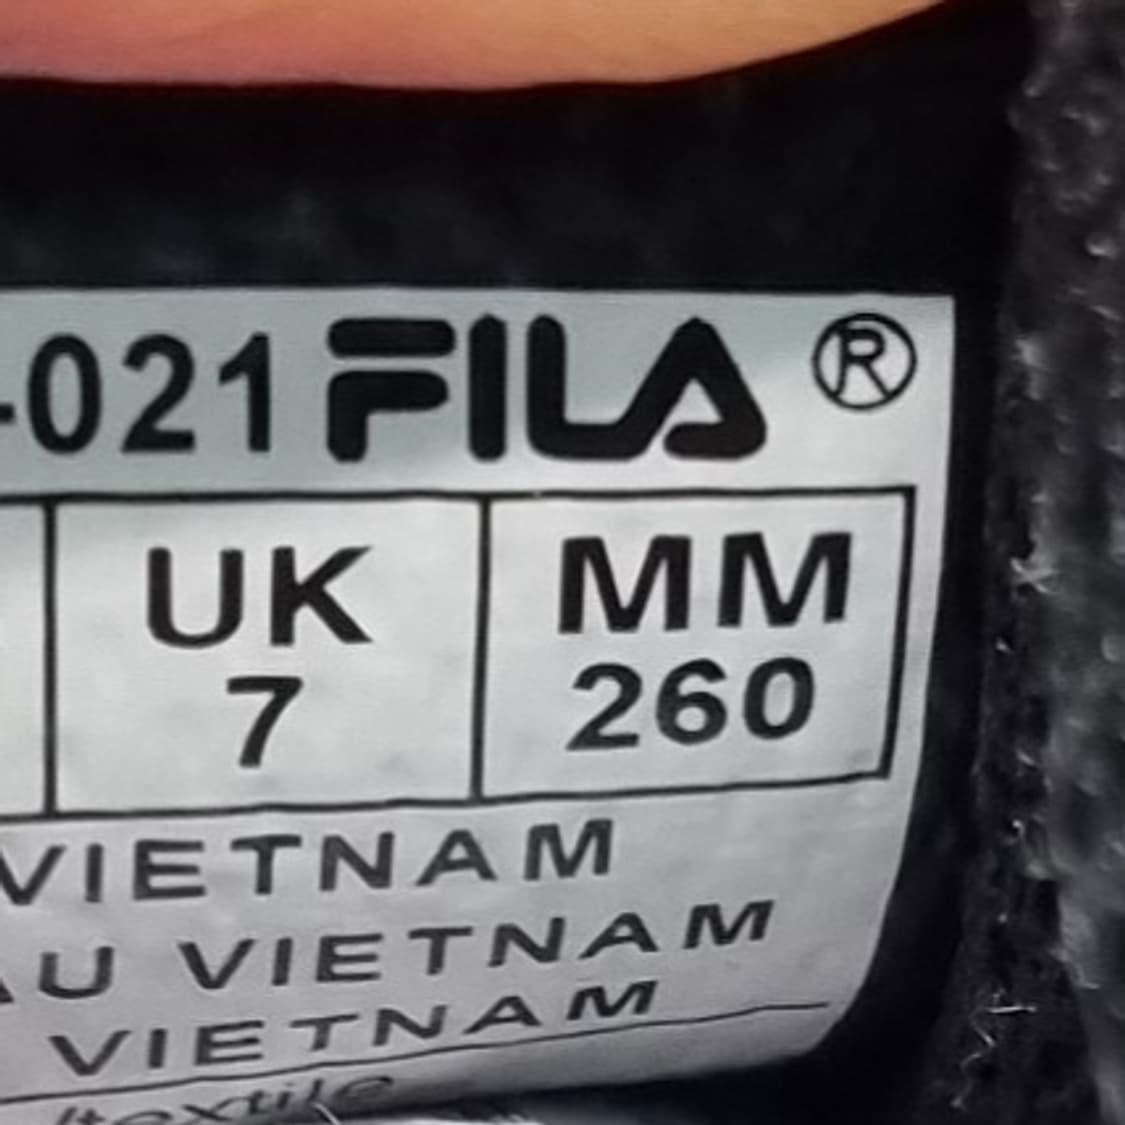 -021 FILA ®
UK MM
7 260
VIETNAM
AU VIETNAM
VIETNAM
/textile